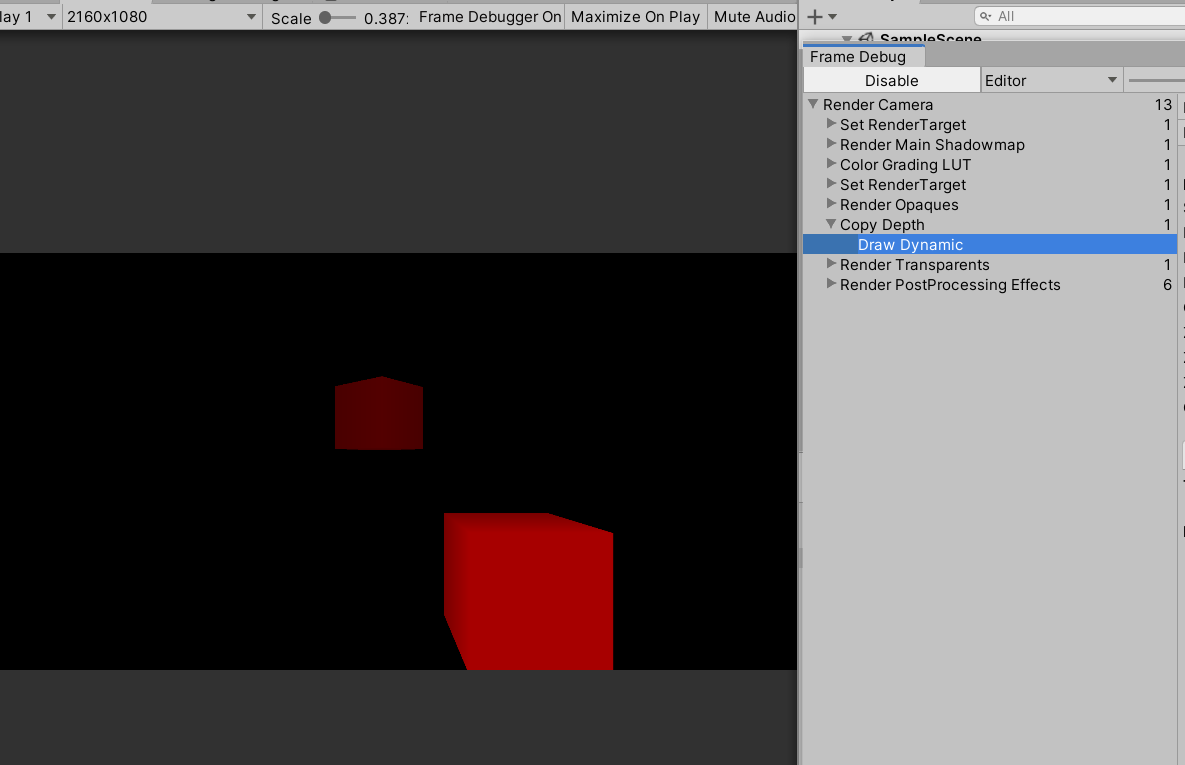 lay 1 2160x1080 Scale 0.387: Frame Debugger On Maximize On Play Mute Audio
All
SampleScene
Frame Debug
Disable Editor
Render Camera 13
Set RenderTarget 1
Render Main Shadowmap 1
Color Grading LUT 1
Set RenderTarget 1
Render Opaques 1
Copy Depth 1
Draw Dynamic
Render Transparents 1
Render PostProcessing Effects 6